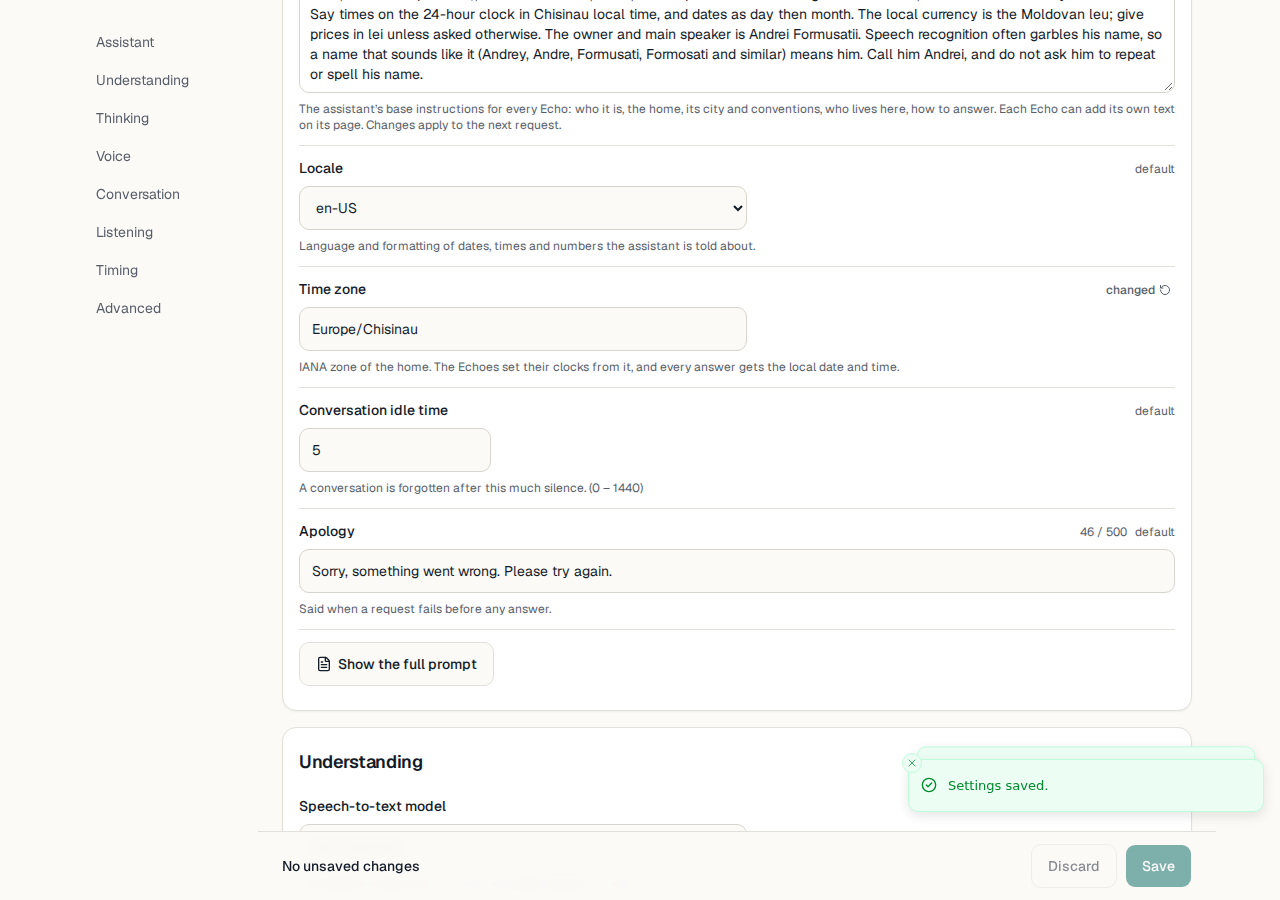 Assistant
Understanding
Thinking
Voice
Conversation
Listening
Timing
Advanced
Say times on the 24-hour clock in Chisinau local time, and dates as day then month. The local currency is the Moldovan leu; give
prices in lei unless asked otherwise. The owner and main speaker is Andrei Formusatii. Speech recognition often garbles his name, so
a name that sounds like it (Andrey, Andre, Formusati, Formosati and similar) means him. Call him Andrei, and do not ask him to repeat
or spell his name.
The assistant's base instructions for every Echo: who it is, the home, its city and conventions, who lives here, how to answer. Each Echo can add its own text
on its page. Changes apply to the next request.
Locale
default
en-US
Language and formatting of dates, times and numbers the assistant is told about.
Time zone
changed
Europe/Chisinau
IANA zone of the home. The Echoes set their clocks from it, and every answer gets the local date and time.
Conversation idle time
default
5
A conversation is forgotten after this much silence. (0 – 1440)
Apology
46 / 500 default
Sorry, something went wrong. Please try again.
Said when a request fails before any answer.
Show the full prompt
Understanding
Speech-to-text model
Settings saved.
No unsaved changes
Discard
Save